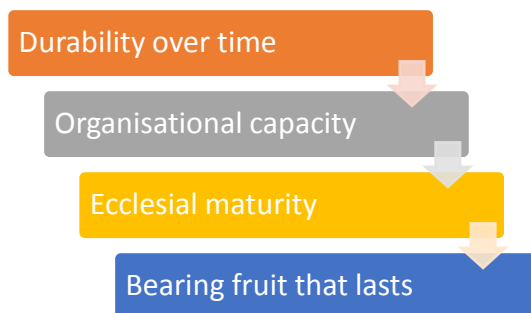 Durability over time
Organisational capacity
Ecclesial maturity
Bearing fruit that lasts